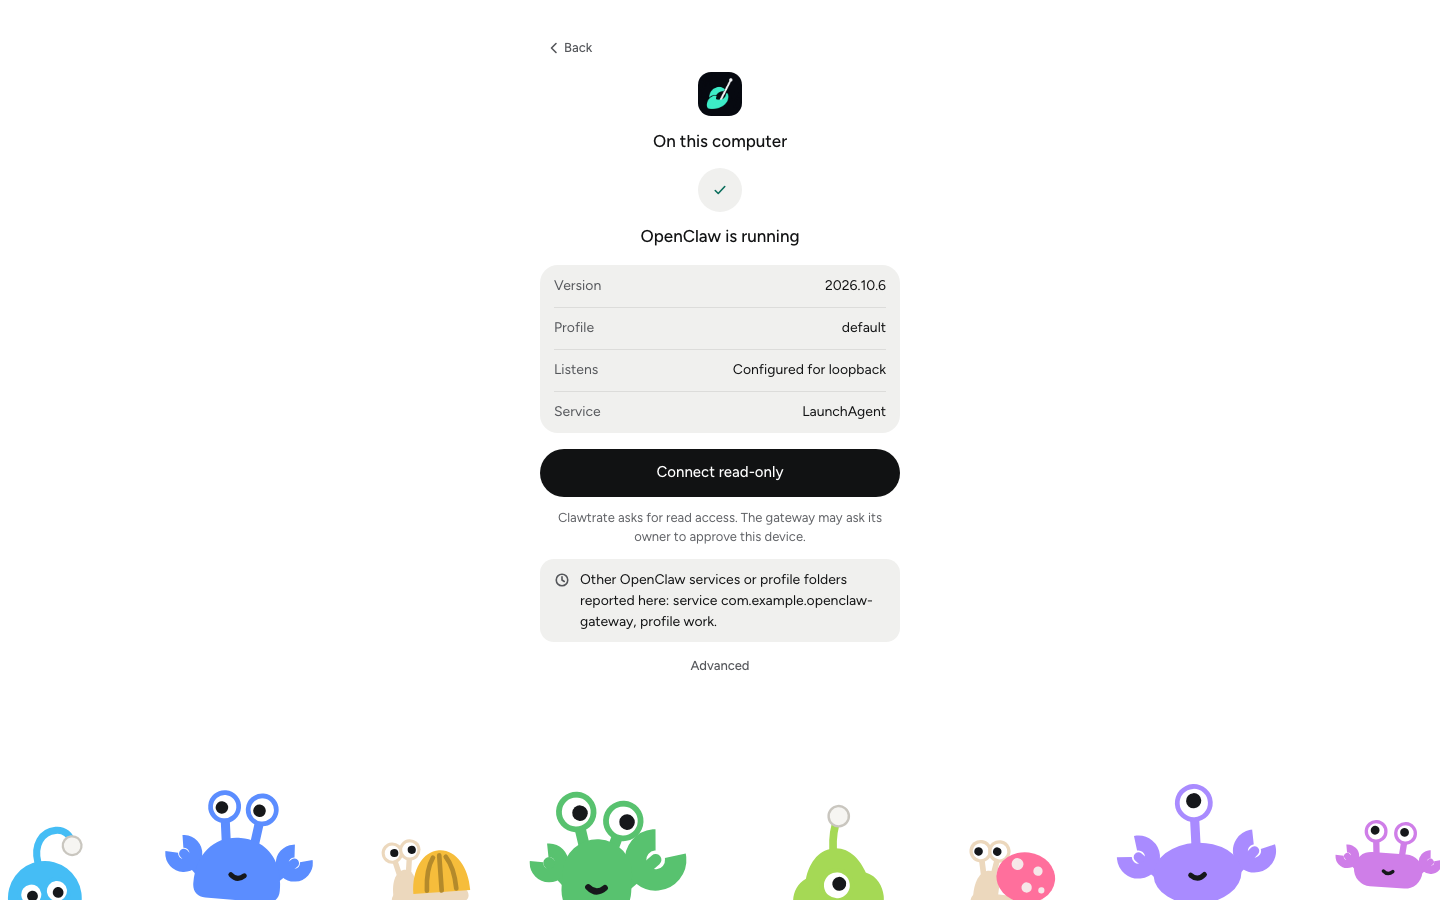 Back
On this computer
OpenClaw is running
Version 2026.10.6
Profile default
Listens Configured for loopback
Service LaunchAgent
Connect read-only
Clawtrate asks for read access. The gateway may ask its
owner to approve this device.
Other OpenClaw services or profile folders
reported here: service com.example.openclaw-
gateway, profile work.
Advanced